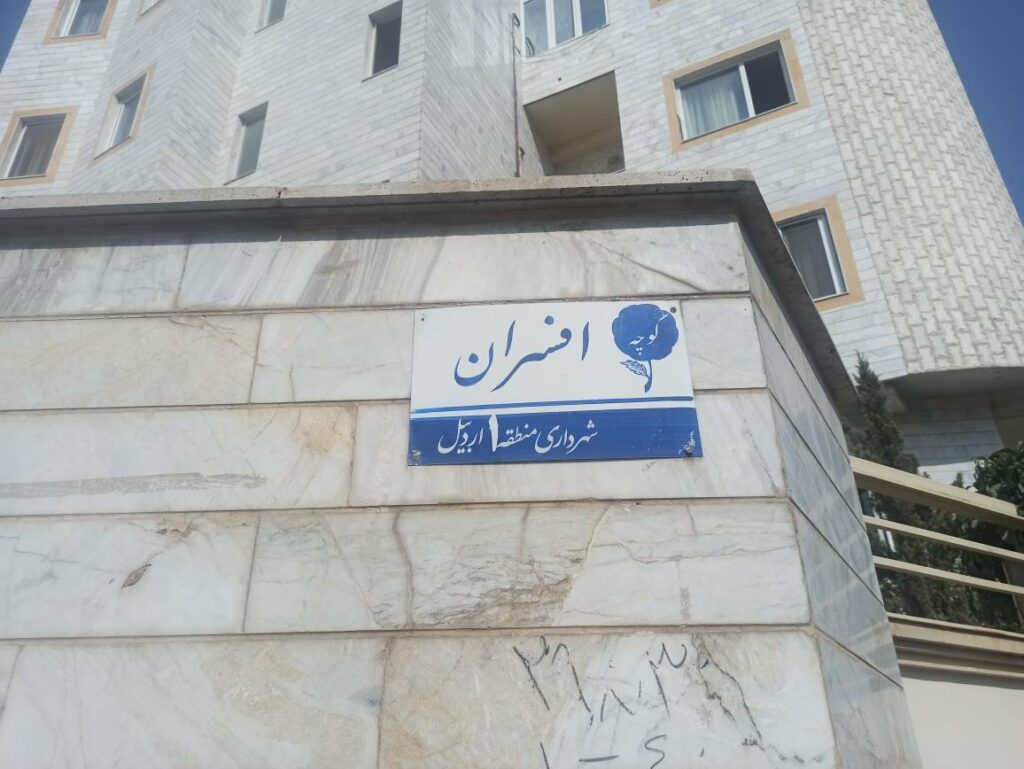 کوچه
افسران
شهرداری منطقه ۱ اردبیل